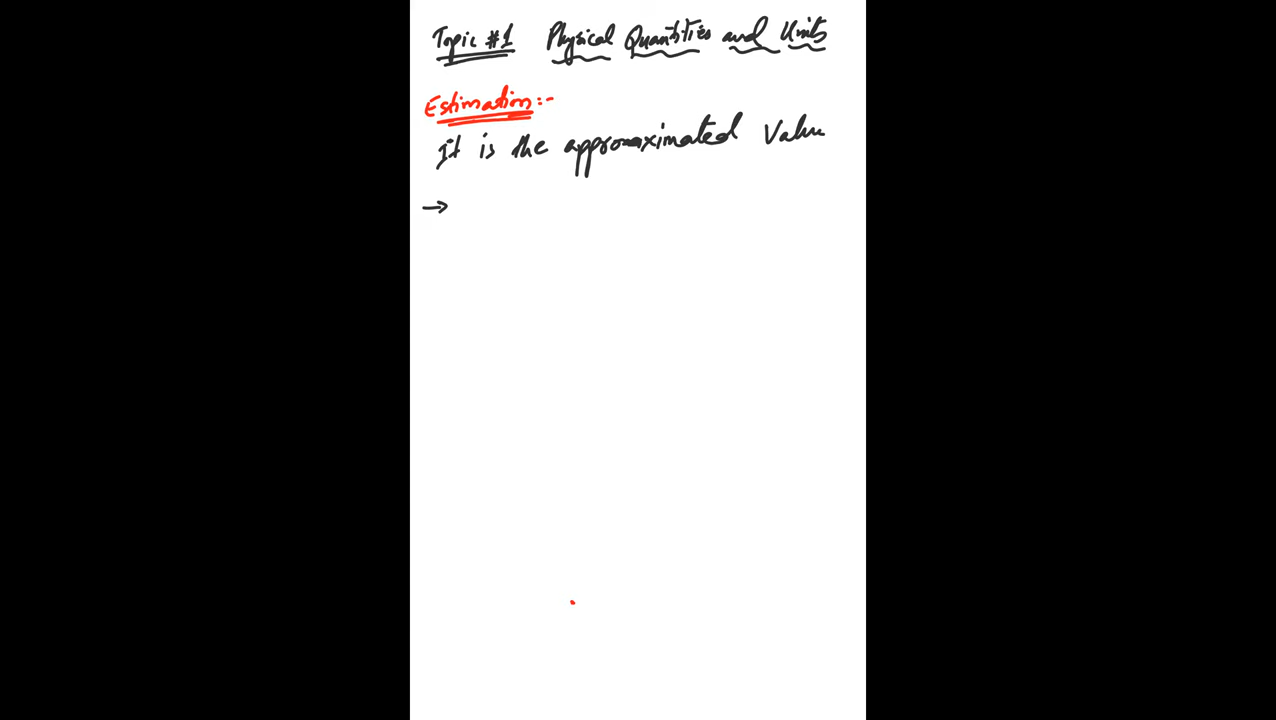 Topic #1 Physical Quantities and Units
Estimation:-
It is the approximated Value
→